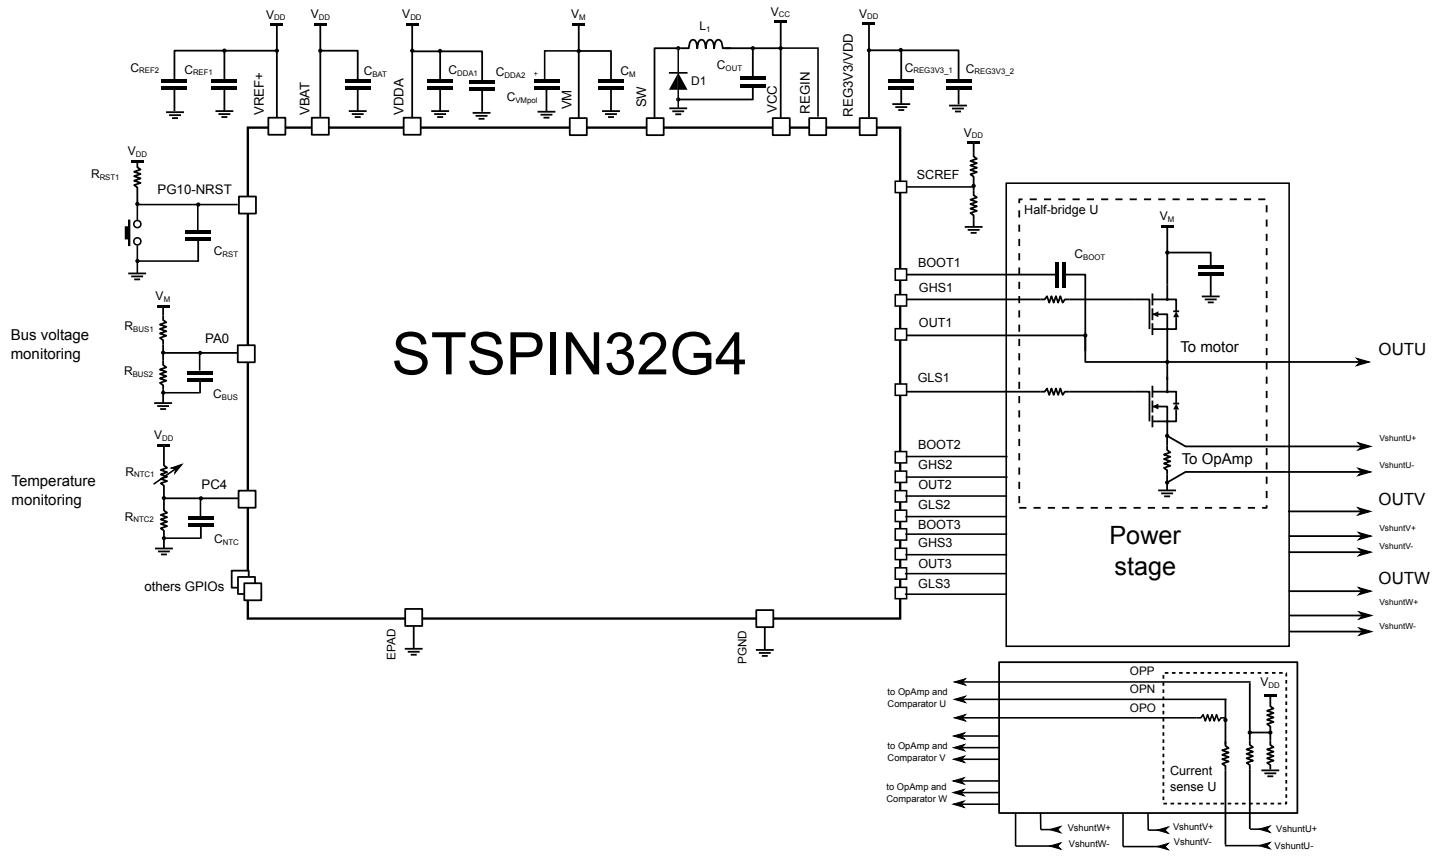 VDD
VDD
VDD
VM
L1
VCC
VDD
CREF2
CREF1
CBAT
CDDA1
CDDA2
+
CVMpol
CM
D1
COUT
CREG3V3_1
CREG3V3_2
VREF+
VBAT
VDDA
VM
SW
VCC
REGIN
REG3V3/VDD
VDD
RRST1
PG10-NRST
CRST
VDD
SCREF
Half-bridge U
VM
BOOT1
CBOOT
GHS1
OUT1
To motor
OUTU
GLS1
VM
Bus voltage
monitoring
RBUS1
PA0
RBUS2
CBUS
STSPIN32G4
VDD
Temperature
monitoring
RNTC1
PC4
RNTC2
CNTC
others GPIOs
BOOT2
GHS2
OUT2
GLS2
BOOT3
GHS3
OUT3
GLS3
VshuntU+
To OpAmp
VshuntU-
OUTV
Power
stage
VshuntV+
VshuntV-
OUTW
VshuntW+
VshuntW-
EPAD
PGND
OPP
OPN
OPO
VDD
to OpAmp and
Comparator U
to OpAmp and
Comparator V
to OpAmp and
Comparator W
Current
sense U
VshuntW+
VshuntW-
VshuntV+
VshuntV-
VshuntU+
VshuntU-